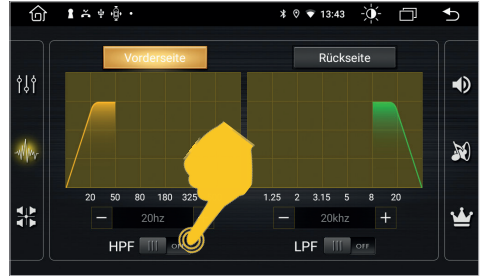 13:43
Vorderseite Rückseite
20 50 80 180 325 1.25 2 3.15 5 8 20
20hz 20khz
HPF OFF LPF OFF